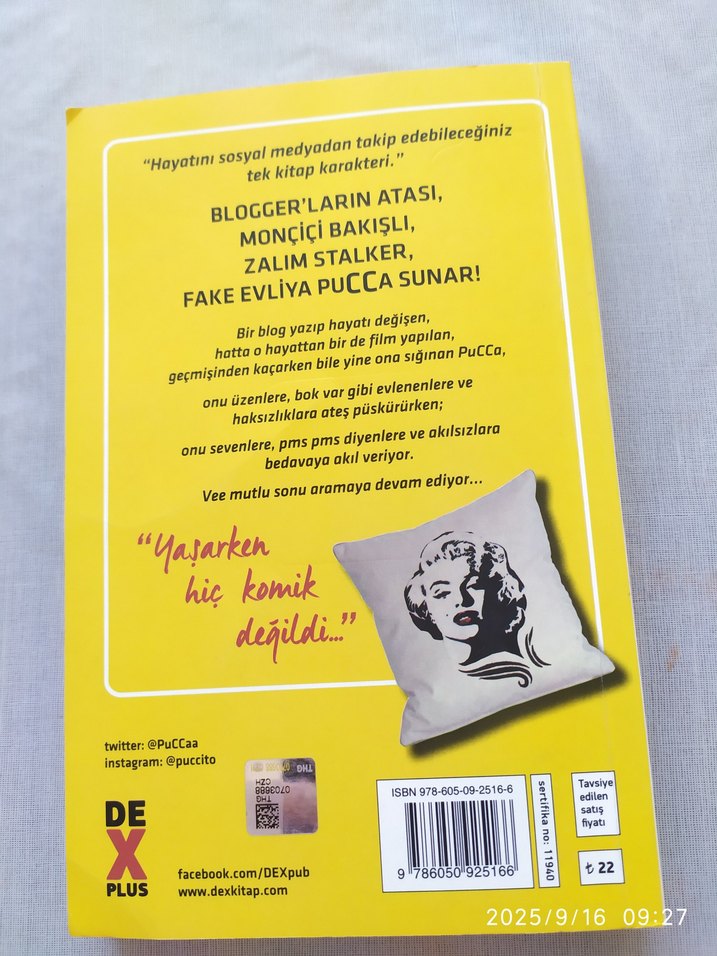 “Hayatını sosyal medyadan takip edebileceğiniz
tek kitap karakteri.”
BLOGGER’LARIN ATASI,
MONÇİÇİ BAKIŞLI,
ZALIM STALKER,
FAKE EVLİYA PUCCA SUNAR!
Bir blog yazıp hayatı değişen,
hatta o hayattan bir de film yapılan,
geçmişinden kaçarken bile yine ona sığınan PuCCa,
onu üzenlere, bok var gibi evlenenlere ve
haksızlıklara ateş püskürürken;
onu sevenlere, pms pms diyenlere ve akılsızlara
bedavaya akıl veriyor.
Vee mutlu sonu aramaya devam ediyor...
“Yaşarken
hiç komik
değildi...”
twitter: @PuCCaa
instagram: @puccito
THG
CZH
0703888
DEX
PLUS
facebook.com/DEXpub
www.dexkitap.com
ISBN 978-605-09-2516-6
9 786050 925166
sertifika no: 11940
Tavsiye
edilen
satış
fiyatı
₺ 22
2025/9/16 09:27